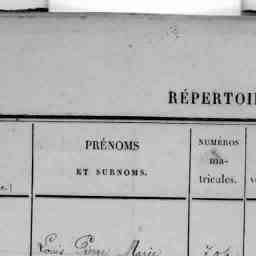 RÉPERTOI
PRÉNOMS
ET SURNOMS.
NUMÉROS
ma-
tricules.
e.)
Louis Pierre Marie